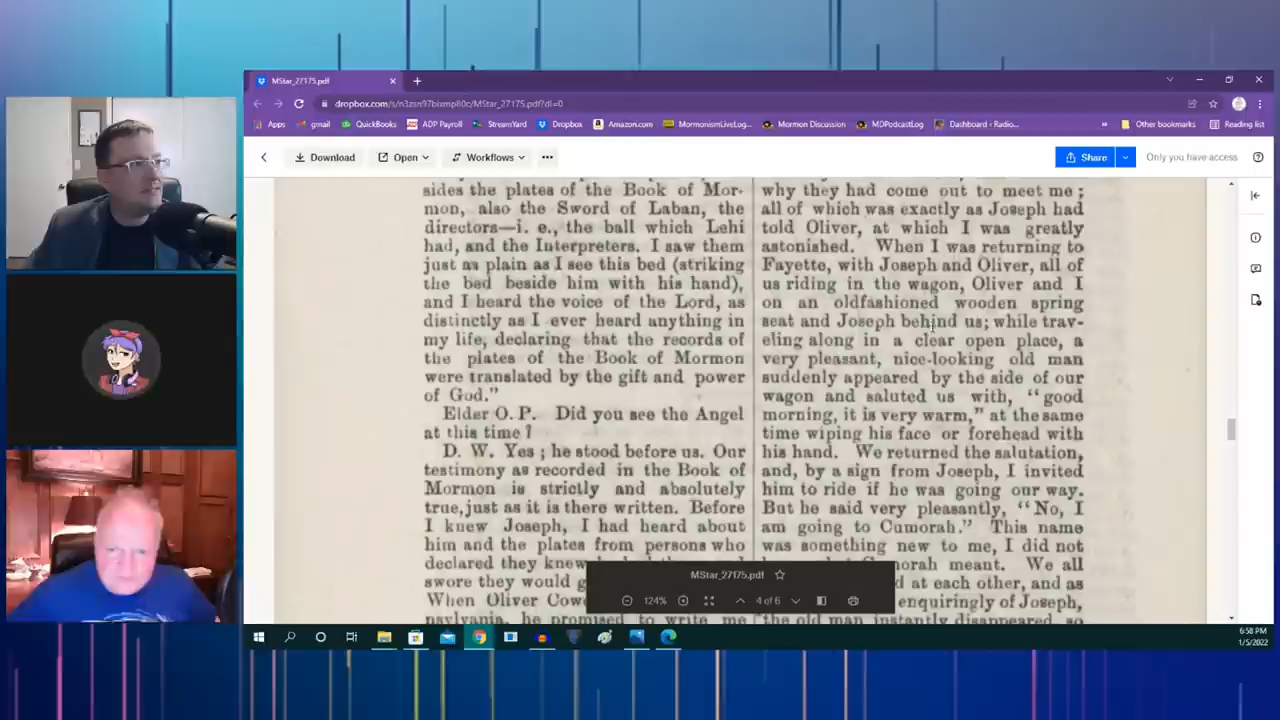 MStar_27175.pdf
dropbox.com/s/n3zsn97bixmp80c/MStar_27175.pdf?dl=0
Apps gmail QuickBooks ADP Payroll StreamYard Dropbox Amazon.com MormonismLiveLog... Mormon Discussion MDPodcastLog Dashboard ‹ Radio... » Other bookmarks Reading list
Download Open Workflows ••• Share Only you have access
sides the plates of the Book of Mor-
mon, also the Sword of Laban, the
directors—i. e., the ball which Lehi
had, and the Interpreters. I saw them
just as plain as I see this bed (striking
the bed beside him with his hand),
and I heard the voice of the Lord, as
distinctly as I ever heard anything in
my life, declaring that the records of
the plates of the Book of Mormon
were translated by the gift and power
of God."
Elder O. P. Did you see the Angel
at this time?
D. W. Yes; he stood before us. Our
testimony as recorded in the Book of
Mormon is strictly and absolutely
true, just as it is there written. Before
I knew Joseph, I had heard about
him and the plates from persons who
declared they knew
swore they would g
When Oliver Cow
nsylvania, he promised to write me
why they had come out to meet me;
all of which was exactly as Joseph had
told Oliver, at which I was greatly
astonished. When I was returning to
Fayette, with Joseph and Oliver, all of
us riding in the wagon, Oliver and I
on an oldfashioned wooden spring
seat and Joseph behind us; while trav-
eling along in a clear open place, a
very pleasant, nice-looking old man
suddenly appeared by the side of our
wagon and saluted us with, "good
morning, it is very warm," at the same
time wiping his face or forehead with
his hand. We returned the salutation,
and, by a sign from Joseph, I invited
him to ride if he was going our way.
But he said very pleasantly, "No, I
am going to Cumorah." This name
was something new to me, I did not
orah meant. We all
d at each other, and as
enquiringly of Joseph,
the old man instantly disappeared, so
MStar_27175.pdf
124% 4 of 6
6:58 PM
1/5/2022